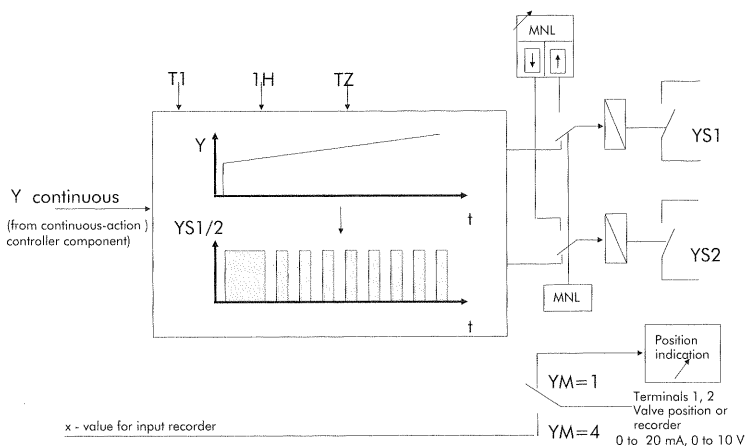 MNL
T1
1H
TZ
Y
t
YS1/2
t
Y continuous
(from continuous-action )
controller component)
YS1
YS2
MNL
Position
indication
YM=1
Terminals 1, 2
Valve position or
recorder
0 to 20 mA, 0 to 10 V
YM=4
x - value for input recorder